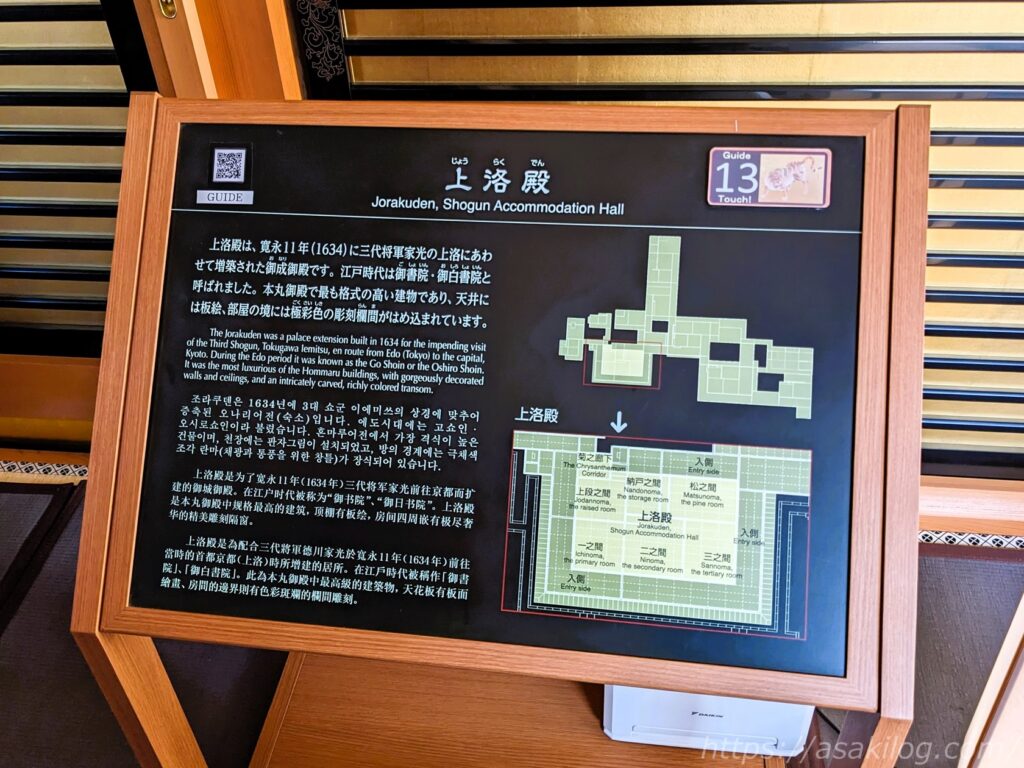 GUIDE
じょう らく でん
上洛殿
Jorakuden, Shogun Accommodation Hall
Guide
13
Touch!
上洛殿は、寛永11年(1634)に三代将軍家光の上洛にあわ
せて増築された御成御殿です。江戸時代は御書院・御白書院と
呼ばれました。本丸御殿で最も格式の高い建物であり、天井に
は板絵、部屋の境には極彩色の彫刻欄間がはめ込まれています。
The Jorakuden was a palace extension built in 1634 for the impending visit
of the Third Shogun, Tokugawa Iemitsu, en route from Edo (Tokyo) to the capital,
Kyoto. During the Edo period it was known as the Go Shoin or the Oshiro Shoin.
It was the most luxurious of the Hommaru buildings, with gorgeously decorated
walls and ceilings, and an intricately carved, richly colored transom.
조라쿠덴은 1634년에 3대 쇼군 이에미쓰의 상경에 맞추어
증축된 오나리어전(숙소)입니다. 에도시대에는 고쇼인·
오시로쇼인이라 불렸습니다. 혼마루어전에서 가장 격식이 높은
건물이며, 천장에는 판자그림이 설치되었고, 방의 경계에는 극채색
조각 란마(채광과 통풍을 위한 창틀)가 장식되어 있습니다.
上洛殿是为了宽永11年(1634年)三代将军家光前往京都而扩
建的御城御殿。在江户时代被称为“御书院”、“御日书院”。上洛殿
是本丸御殿中规格最高的建筑，顶棚有板绘，房间四周嵌有极尽奢
华的精美雕刻隔窗。
上洛殿是為配合三代將軍德川家光於寬永11年(1634年)前往
當時的首都京都(上洛)時所增建的居所。在江戶時代被稱作「御書
院」、「御白書院」。此為本丸御殿中最高級的建築物，天花板有板面
繪畫、房間的邊界則有色彩斑斕的欄間雕刻。
上洛殿
菊之廊下
The Chrysanthemum
Corridor
入側
Entry side
納戸之間
Nandonoma,
the storage room
松之間
Matsunoma,
the pine room
上段之間
Jodannoma,
the raised room
上洛殿
Jorakuden,
Shogun Accommodation Hall
入側
Entry side
一之間
Ichinoma,
the primary room
二之間
Ninoma,
the secondary room
三之間
Sannoma,
the tertiary room
入側
Entry side
DAIKIN
https://asakilog.com/